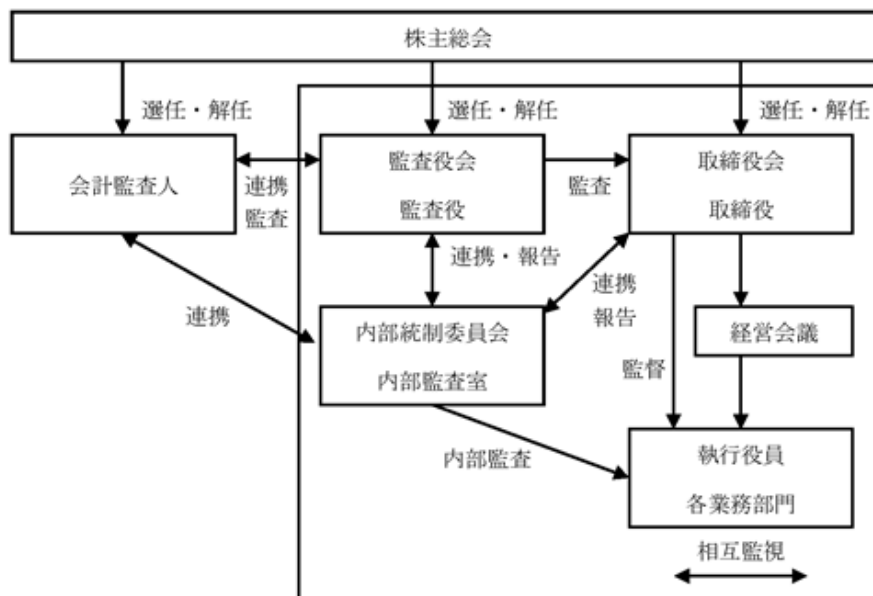 株主総会
選任・解任
選任・解任
選任・解任
会計監査人
連携
監査
監査役会
監査役
監査
取締役会
取締役
連携・報告
連携
報告
連携
内部統制委員会
内部監査室
経営会議
監督
内部監査
執行役員
各業務部門
相互監視